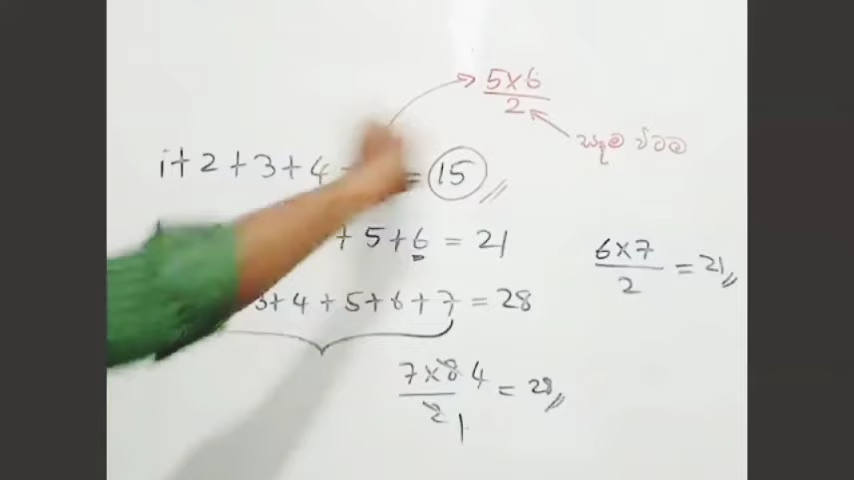 5×6
2
සෑම විටම
1+2+3+4 = 15
+5+6 = 21
6×7
2
= 21
3+4+5+6+7 = 28
7×8 4
2 1
= 28